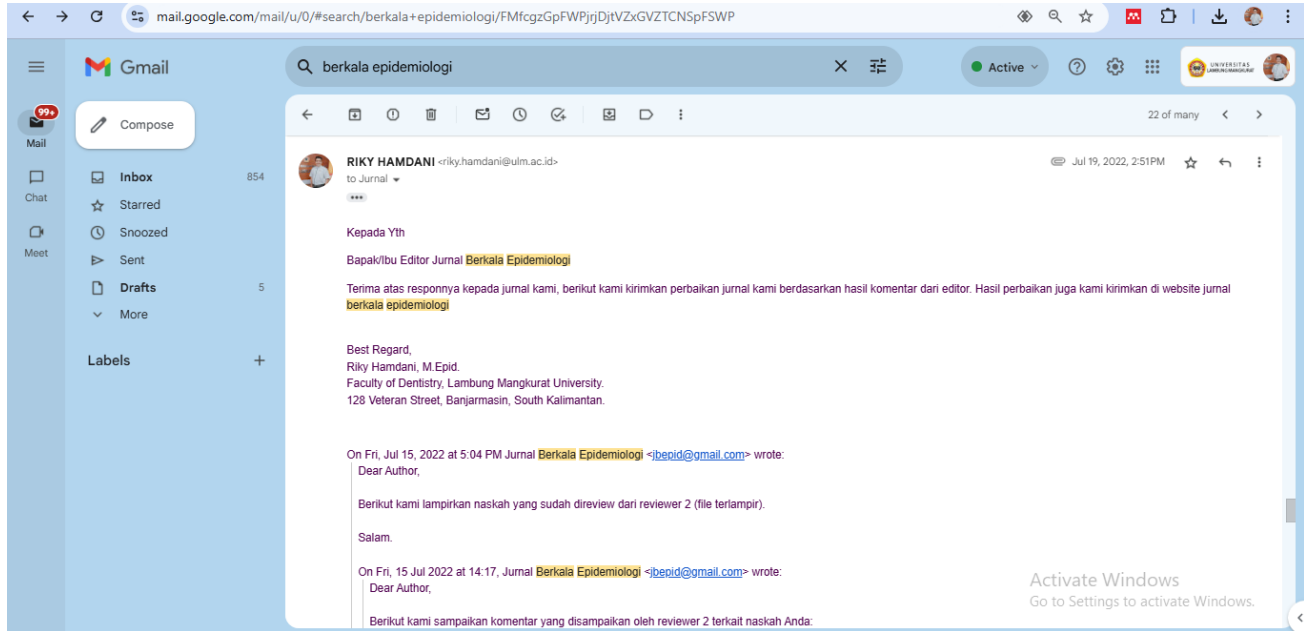 mail.google.com/mail/u/0/#search/berkala+epidemiologi/FMfcgzGpFWPjrjDjtVZxGVZTCNSpFSWP
Gmail
berkala epidemiologi
Active
UNIVERSITAS
LAMBUNG MANGKURAT
99+
Mail
Chat
Meet
Compose
Inbox 854
Starred
Snoozed
Sent
Drafts 5
More
Labels
22 of many
RIKY HAMDANI <riky.hamdani@ulm.ac.id>
Jul 19, 2022, 2:51 PM
to Jurnal
Kepada Yth
Bapak/Ibu Editor Jurnal Berkala Epidemiologi
Terima atas responnya kepada jurnal kami, berikut kami kirimkan perbaikan jurnal kami berdasarkan hasil komentar dari editor. Hasil perbaikan juga kami kirimkan di website jurnal
berkala epidemiologi
Best Regard,
Riky Hamdani, M.Epid.
Faculty of Dentistry, Lambung Mangkurat University.
128 Veteran Street, Banjarmasin, South Kalimantan.
On Fri, Jul 15, 2022 at 5:04 PM Jurnal Berkala Epidemiologi <jbepid@gmail.com> wrote:
Dear Author,
Berikut kami lampirkan naskah yang sudah direview dari reviewer 2 (file terlampir).
Salam.
On Fri, 15 Jul 2022 at 14:17, Jurnal Berkala Epidemiologi <jbepid@gmail.com> wrote:
Dear Author,
Berikut kami sampaikan komentar yang disampaikan oleh reviewer 2 terkait naskah Anda:
Activate Windows
Go to Settings to activate Windows.